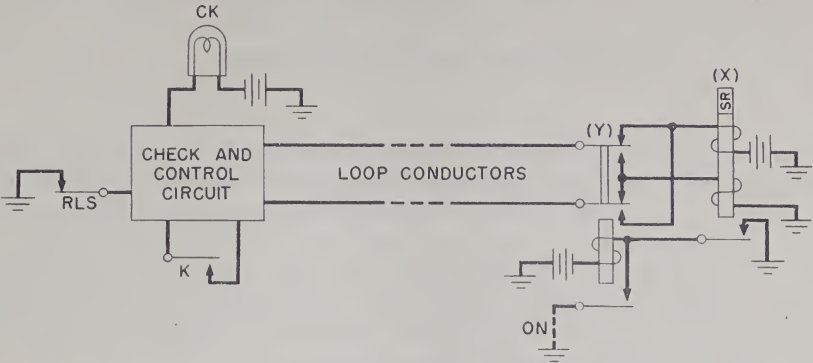 CK
(X)
SR
(Y)
CHECK AND
CONTROL
CIRCUIT
LOOP CONDUCTORS
RLS
K
ON